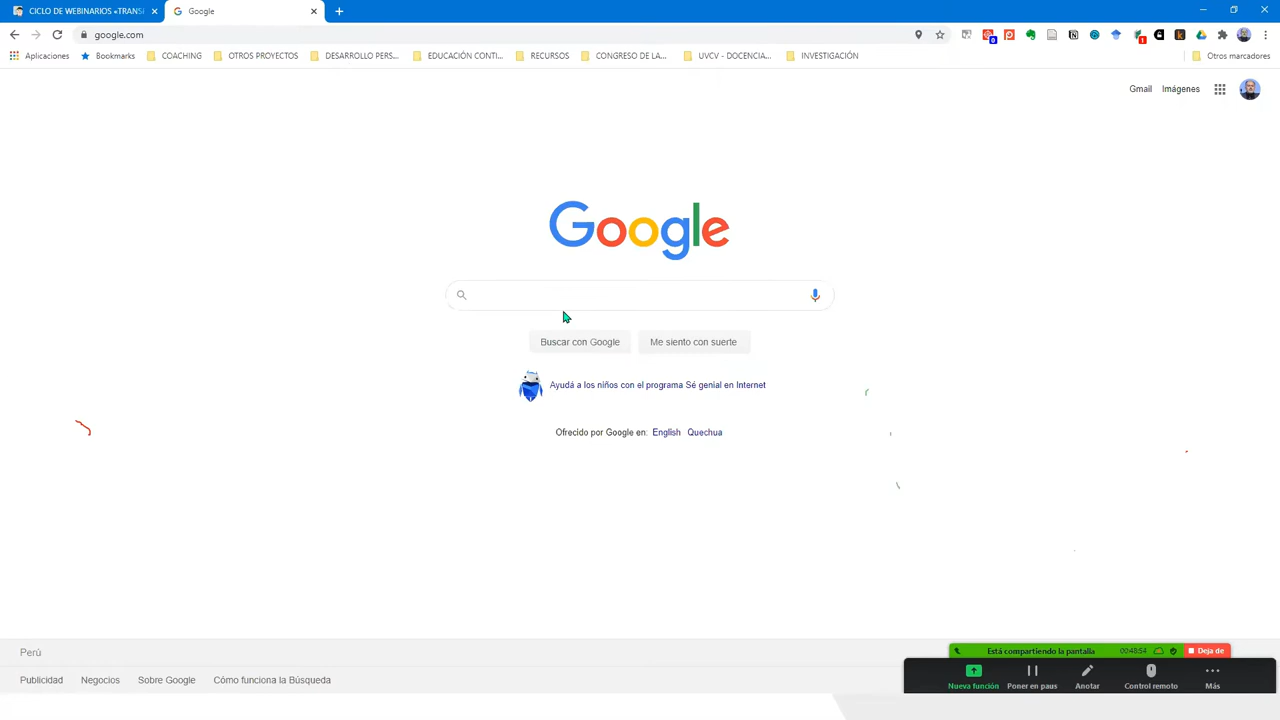 CICLO DE WEBINARIOS «TRANSI
Google
google.com
0
1
Aplicaciones
Bookmarks
COACHING
OTROS PROYECTOS
DESARROLLO PERS...
EDUCACIÓN CONTI...
RECURSOS
CONGRESO DE LA...
UVCV - DOCENCIA...
INVESTIGACIÓN
Otros marcadores
Gmail
Imágenes
Google
Buscar con Google
Me siento con suerte
Ayudá a los niños con el programa Sé genial en Internet
Ofrecido por Google en: English Quechua
Perú
Está compartiendo la pantalla
00:48:54
Deja de
Publicidad
Negocios
Sobre Google
Cómo funciona la Búsqueda
Nueva función
Poner en paus
Anotar
Control remoto
Más